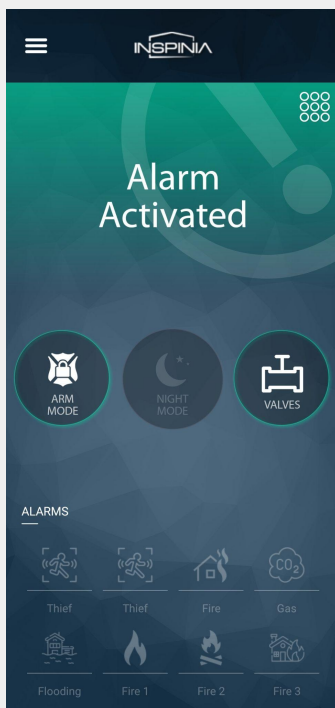 INSPINIA
Alarm
Activated
ARM
MODE
NIGHT
MODE
VALVES
ALARMS
Thief Thief Fire Gas
CO2
Flooding Fire 1 Fire 2 Fire 3